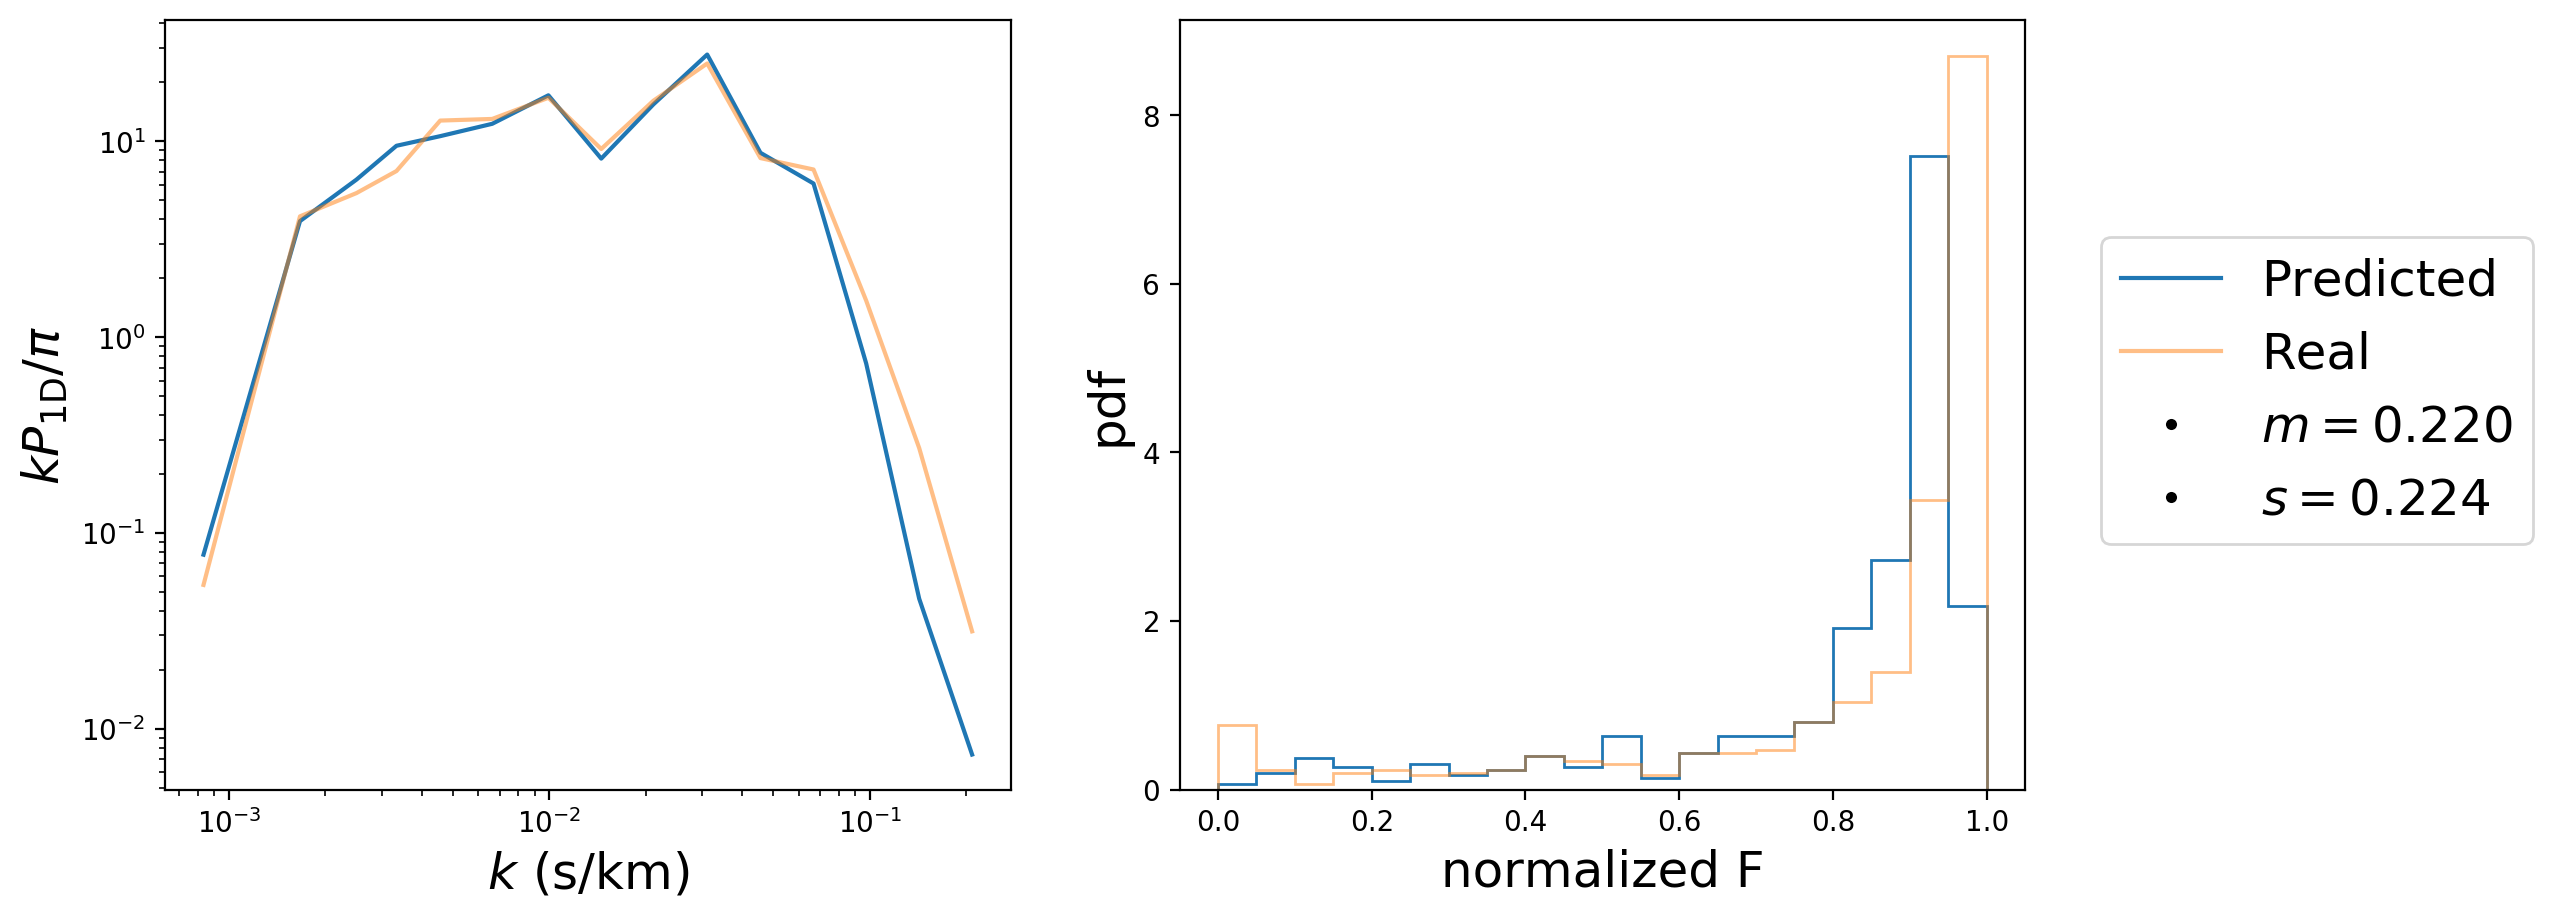 kP₁D/π
10¹
10⁰
10⁻¹
10⁻²
10⁻³ 10⁻² 10⁻¹
k (s/km)
pdf
8
6
4
2
0
0.0 0.2 0.4 0.6 0.8 1.0
normalized F
Predicted
Real
m = 0.220
s = 0.224